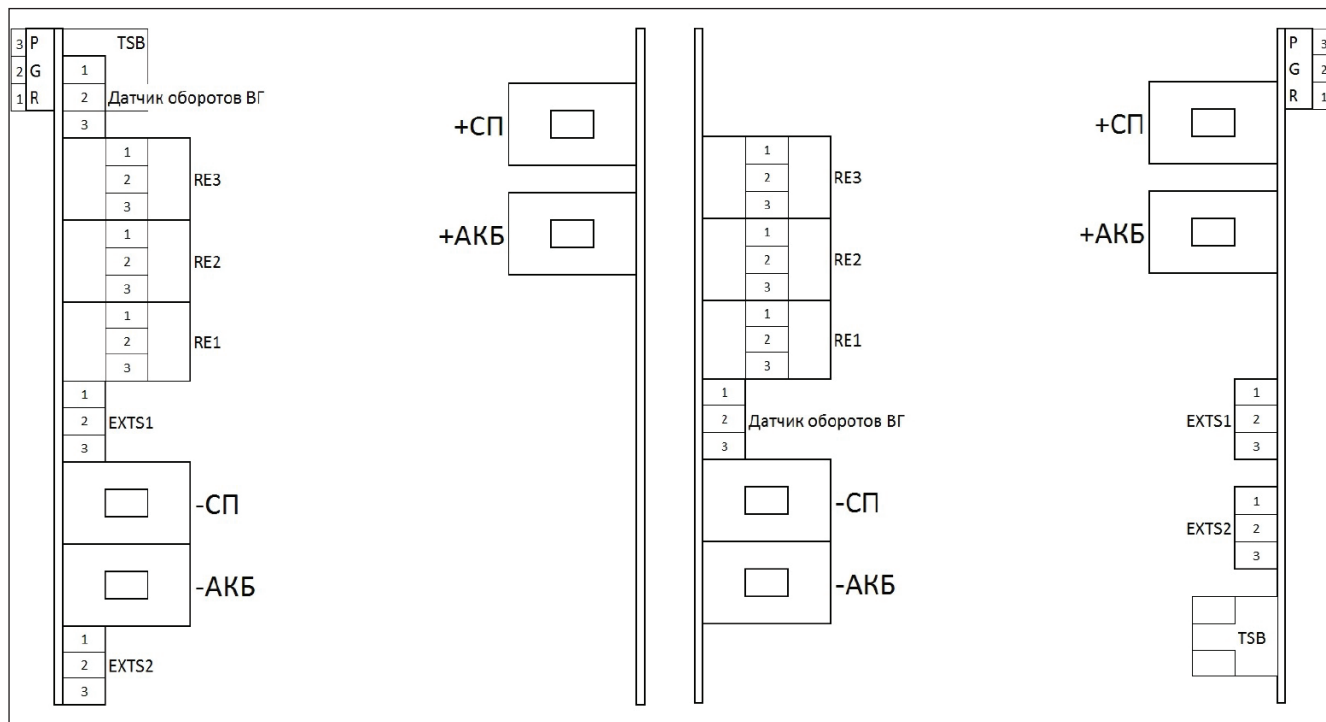 3 P TSB
2 G
1 R
1
2 Датчик оборотов ВГ
3
1
2 RE3
3
1
2 RE2
3
1
2 RE1
3
1
2 EXTS1
3
-СП
-АКБ
1
2 EXTS2
3
+СП
+АКБ
1
2 RE3
3
1
2 RE2
3
1
2 RE1
3
1
2 Датчик оборотов ВГ
3
-СП
-АКБ
P 3
G 2
R 1
+СП
+АКБ
1
EXTS1 2
3
1
EXTS2 2
3
TSB